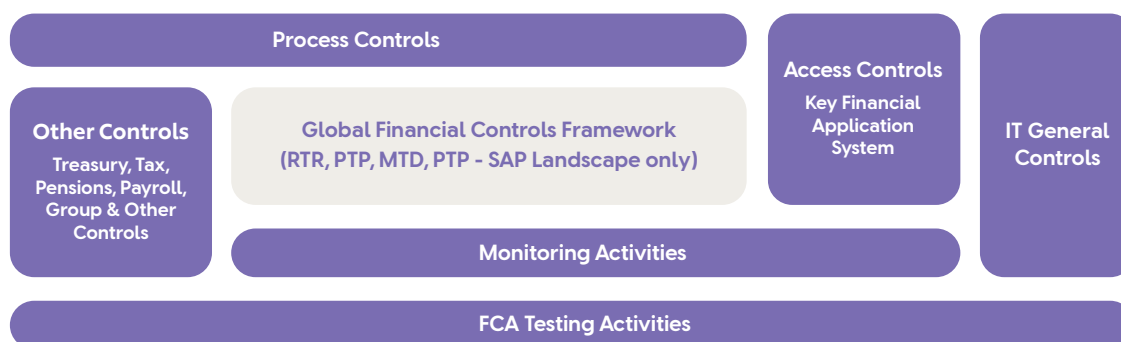 Process Controls
Access Controls
Key Financial
Application
System
IT General
Controls
Other Controls
Treasury, Tax,
Pensions, Payroll,
Group & Other
Controls
Global Financial Controls Framework
(RTR, PTP, MTD, PTP - SAP Landscape only)
Monitoring Activities
FCA Testing Activities